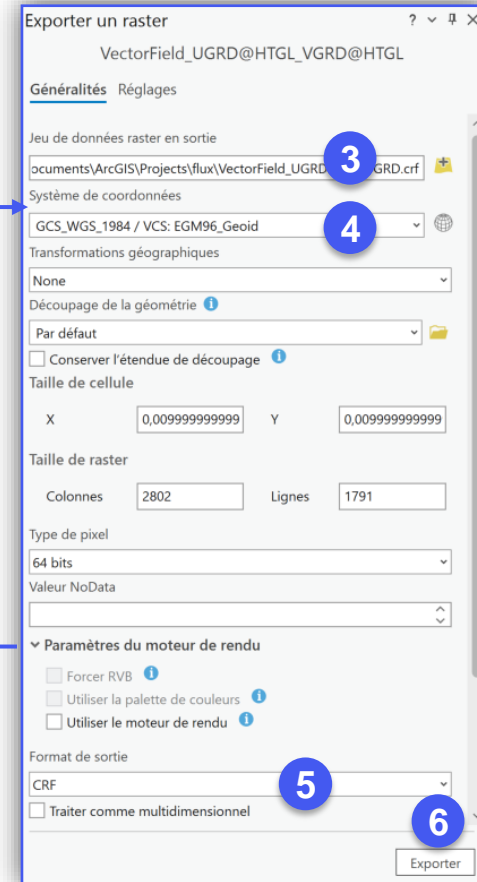 Exporter un raster ?
VectorField_UGRD@HTGL_VGRD@HTGL
Généralités Réglages
Jeu de données raster en sortie
ocuments\ArcGIS\Projects\flux\VectorField_UGRD GRD.crf 3
Système de coordonnées
GCS_WGS_1984 / VCS: EGM96_Geoid 4
Transformations géographiques
None
Découpage de la géométrie
Par défaut
Conserver l'étendue de découpage
Taille de cellule
X 0,009999999999 Y 0,009999999999
Taille de raster
Colonnes 2802 Lignes 1791
Type de pixel
64 bits
Valeur NoData
Paramètres du moteur de rendu
Forcer RVB
Utiliser la palette de couleurs
Utiliser le moteur de rendu
Format de sortie
CRF 5
Traiter comme multidimensionnel
6
Exporter